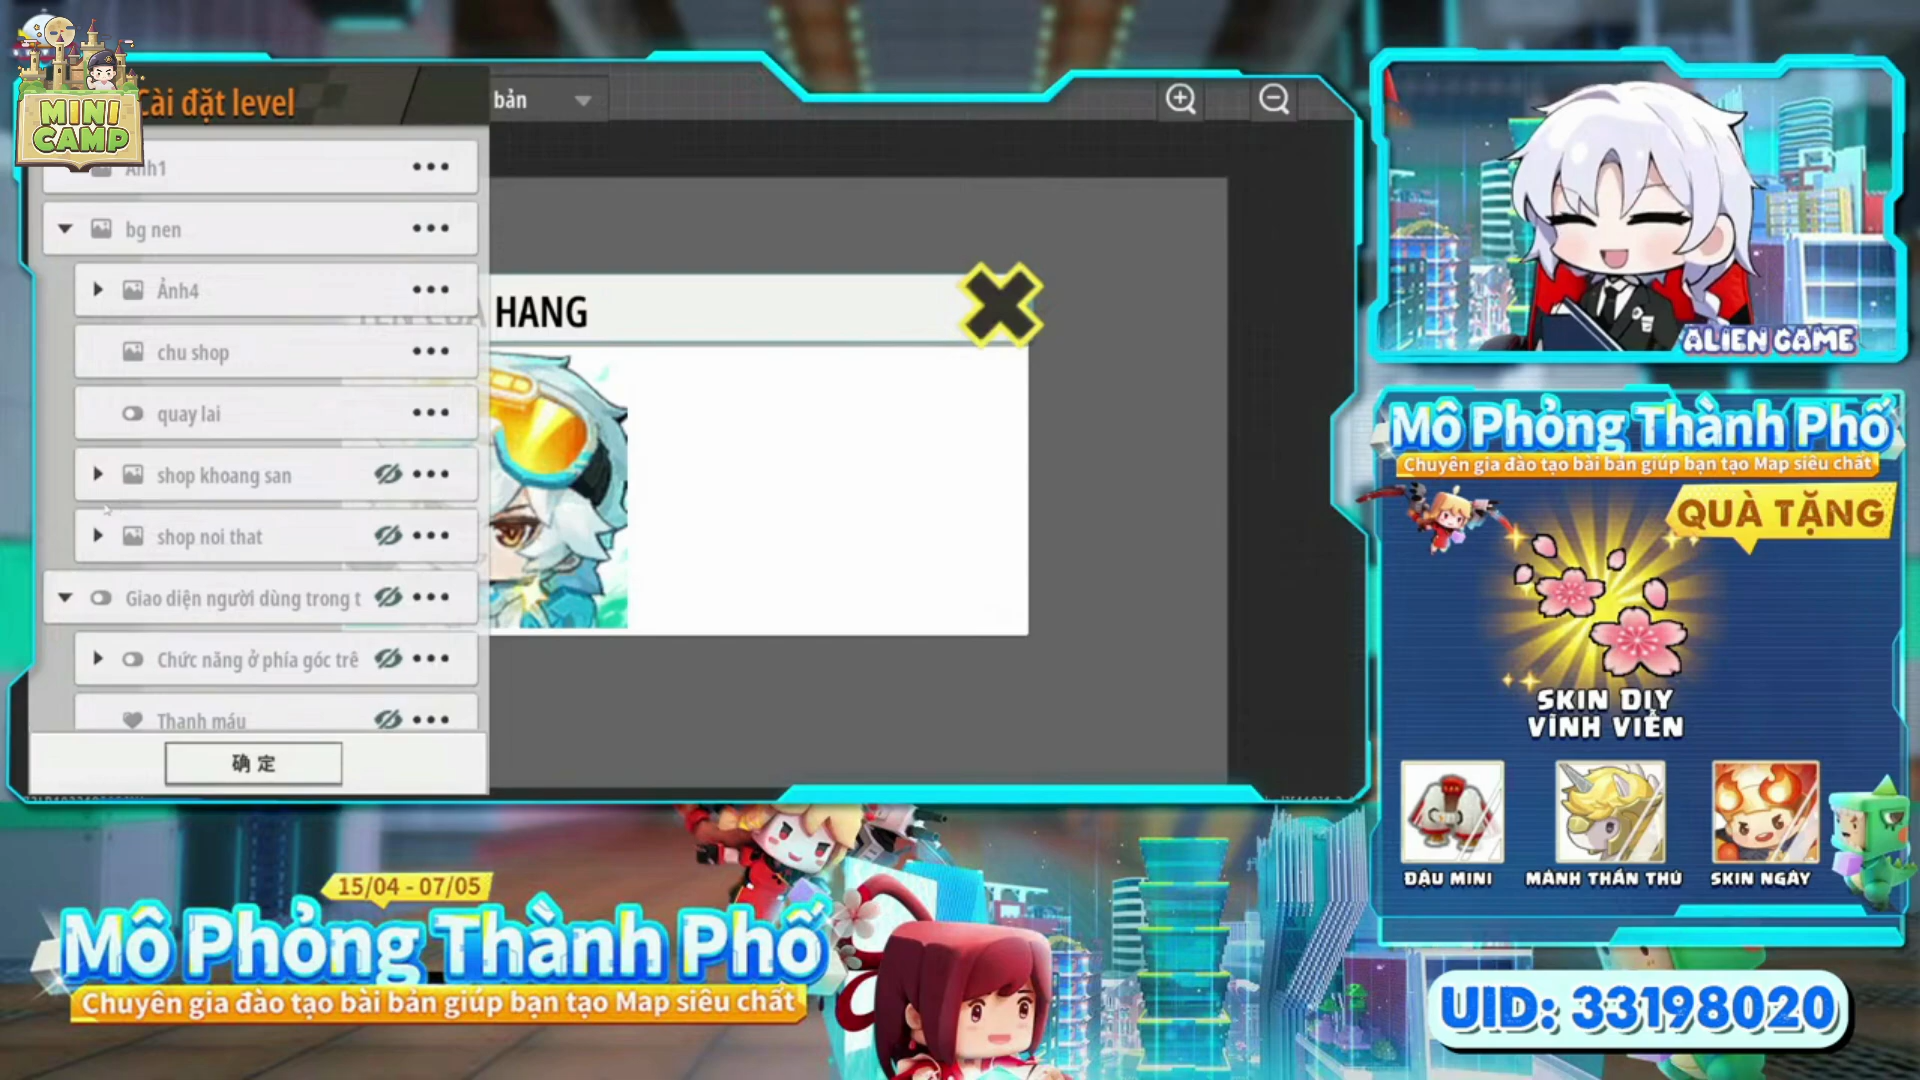 MINI
CAMP
Cài đặt level
bản
Ảnh1
bg nen
Ảnh4
TEN CUA HANG
chu shop
quay lai
shop khoang san
shop noi that
Giao diện người dùng trong t
Chức năng ở phía góc trê
Thanh máu
确 定
ALIEN GAME
Mô Phỏng Thành Phố
Chuyên gia đào tạo bài bản giúp bạn tạo Map siêu chất
QUÀ TẶNG
SKIN DIY
VĨNH VIỄN
ĐẬU MINI
MẢNH THẦN THÚ
SKIN NGÀY
15/04 - 07/05
Mô Phỏng Thành Phố
Chuyên gia đào tạo bài bản giúp bạn tạo Map siêu chất
UID: 33198020